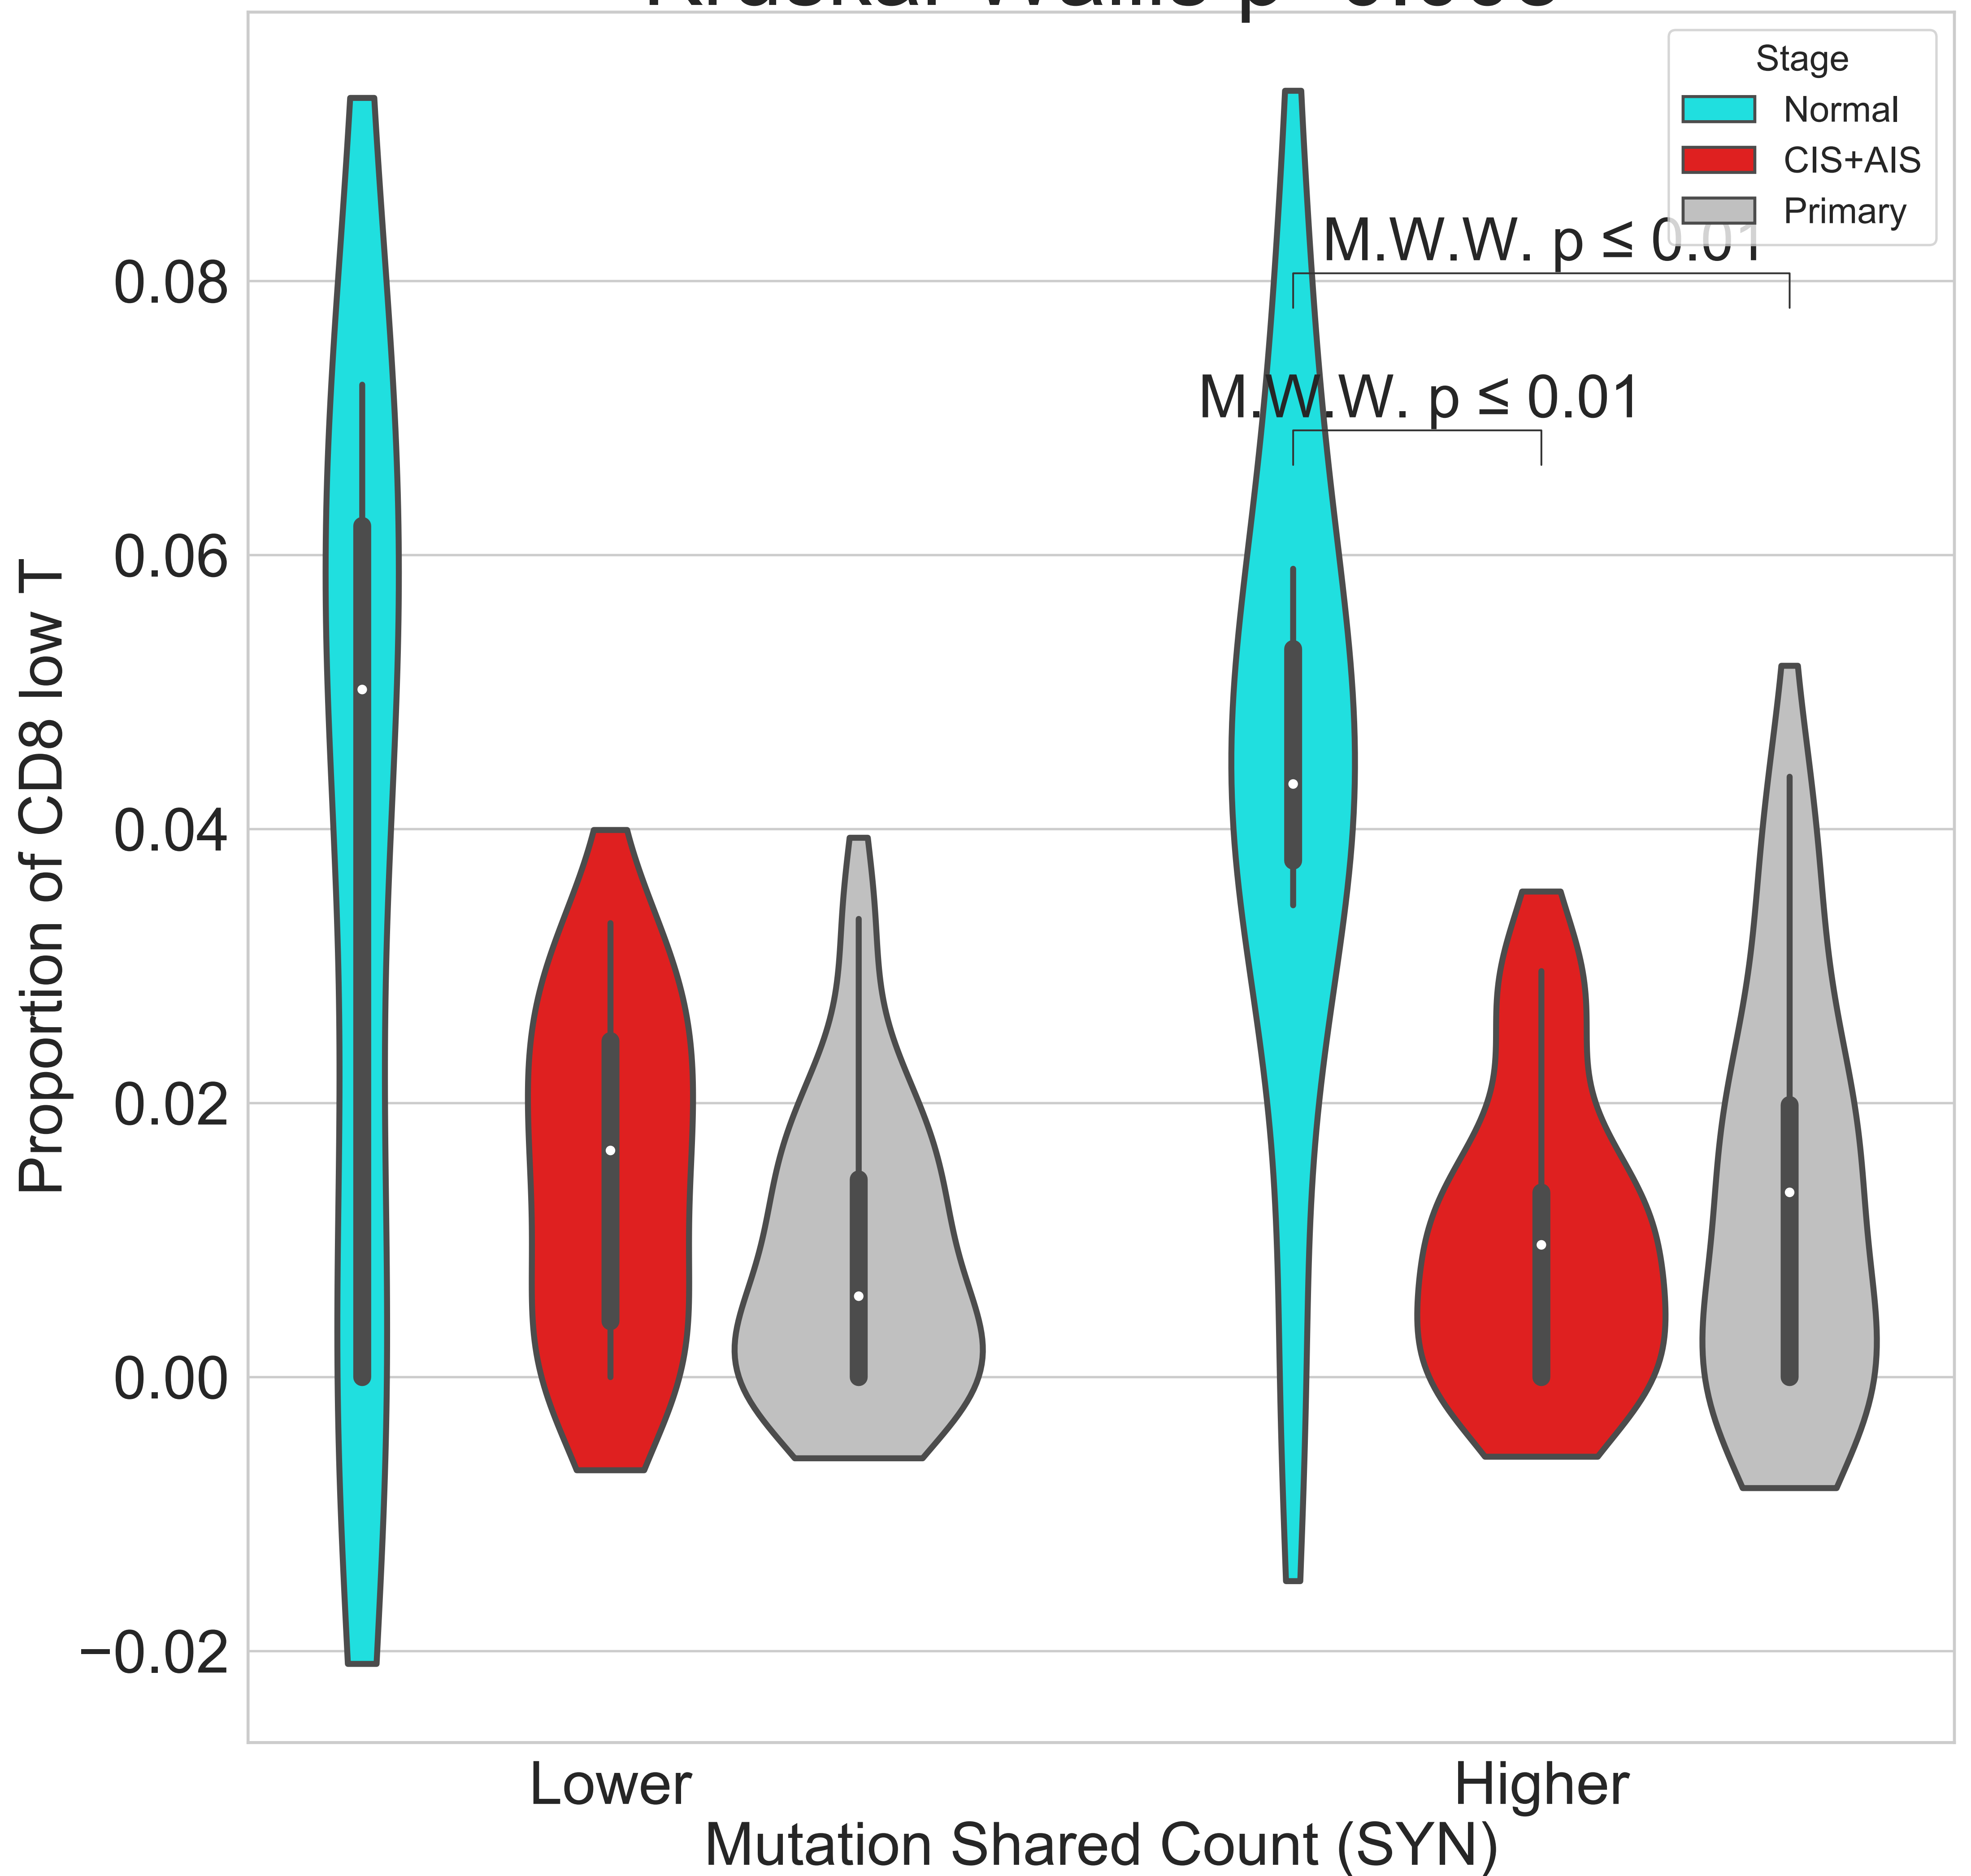 Stage
Normal
CIS+AIS
Primary
M.W.W. p ≤ 0.01
M.W.W. p ≤ 0.01
Proportion of CD8 low T
0.08
0.06
0.04
0.02
0.00
−0.02
Lower
Higher
Mutation Shared Count (SYN)